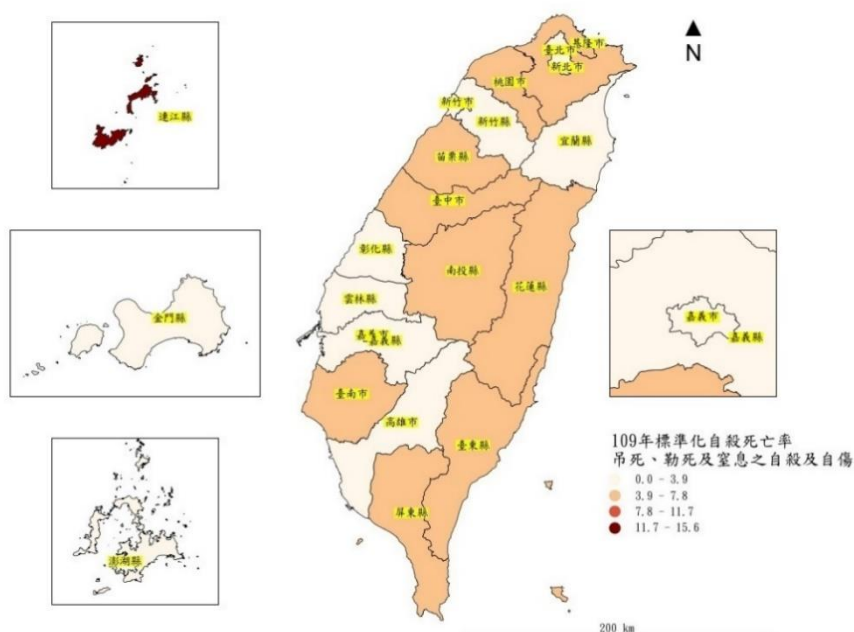 N
連江縣
臺北市
基隆市
新北市
桃園市
新竹市
新竹縣
宜蘭縣
苗栗縣
臺中市
彰化縣
南投縣
花蓮縣
雲林縣
嘉義市
嘉義縣
金門縣
嘉義市
嘉義縣
臺南市
高雄市
臺東縣
屏東縣
澎湖縣
109年標準化自殺死亡率
吊死、勒死及窒息之自殺及自傷
0.0 - 3.9
3.9 - 7.8
7.8 - 11.7
11.7 - 15.6
200 km